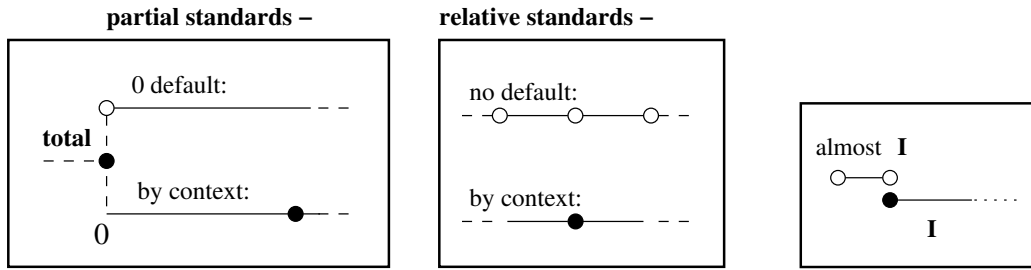 partial standards –
0 default:
total
by context:
0
relative standards –
no default:
by context:
almost I
I